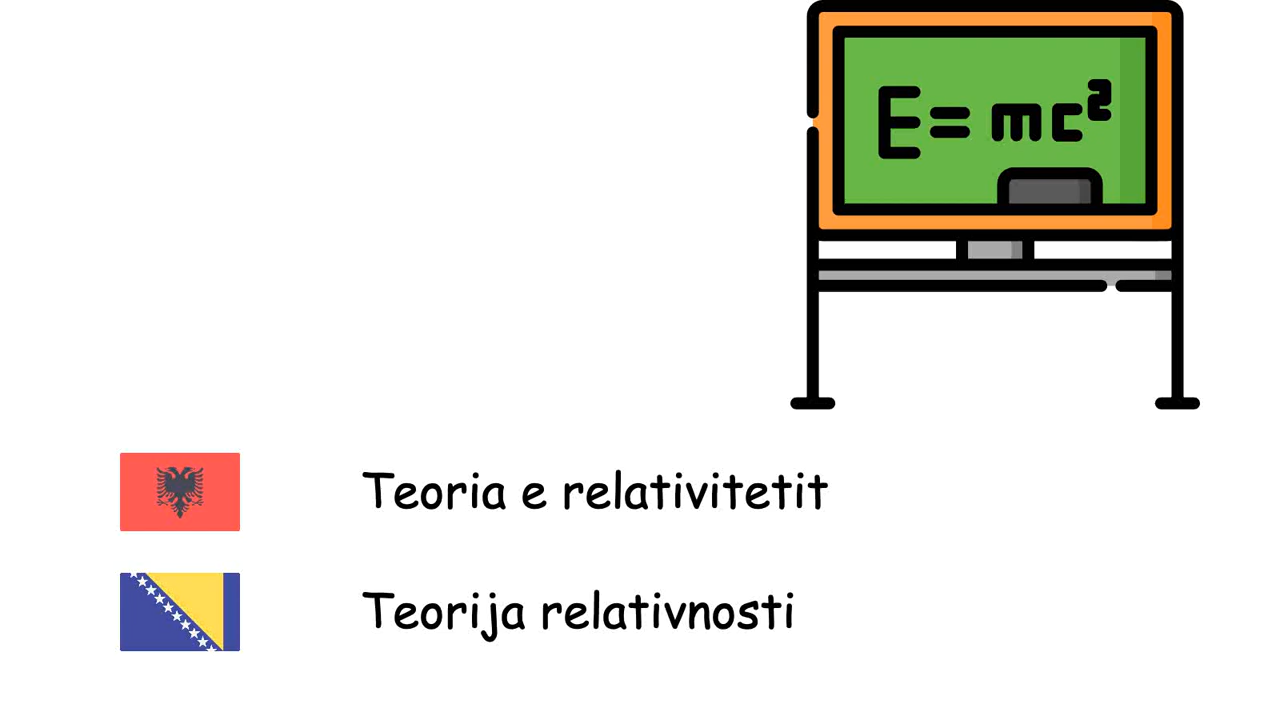 E = mc²
Teoria e relativitetit
Teorija relativnosti